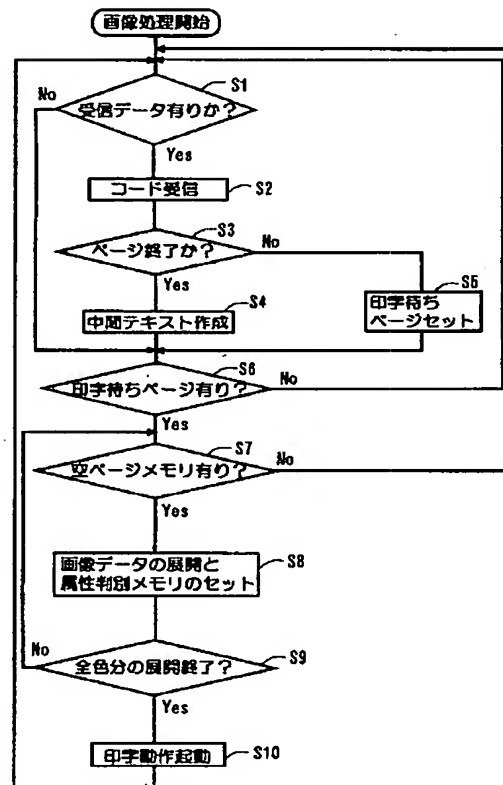 画像処理開始
S1
No
受信データ有りか?
Yes
コード受信
S2
S3
ページ終了か?
No
Yes
S4
S5
中間テキスト作成
印字待ち
ページセット
S6
印字待ちページ有り?
No
Yes
S7
空ページメモリ有り?
No
Yes
画像データの展開と
属性判別メモリのセット
S8
No
全色分の展開終了?
S9
Yes
印字動作起動
S10